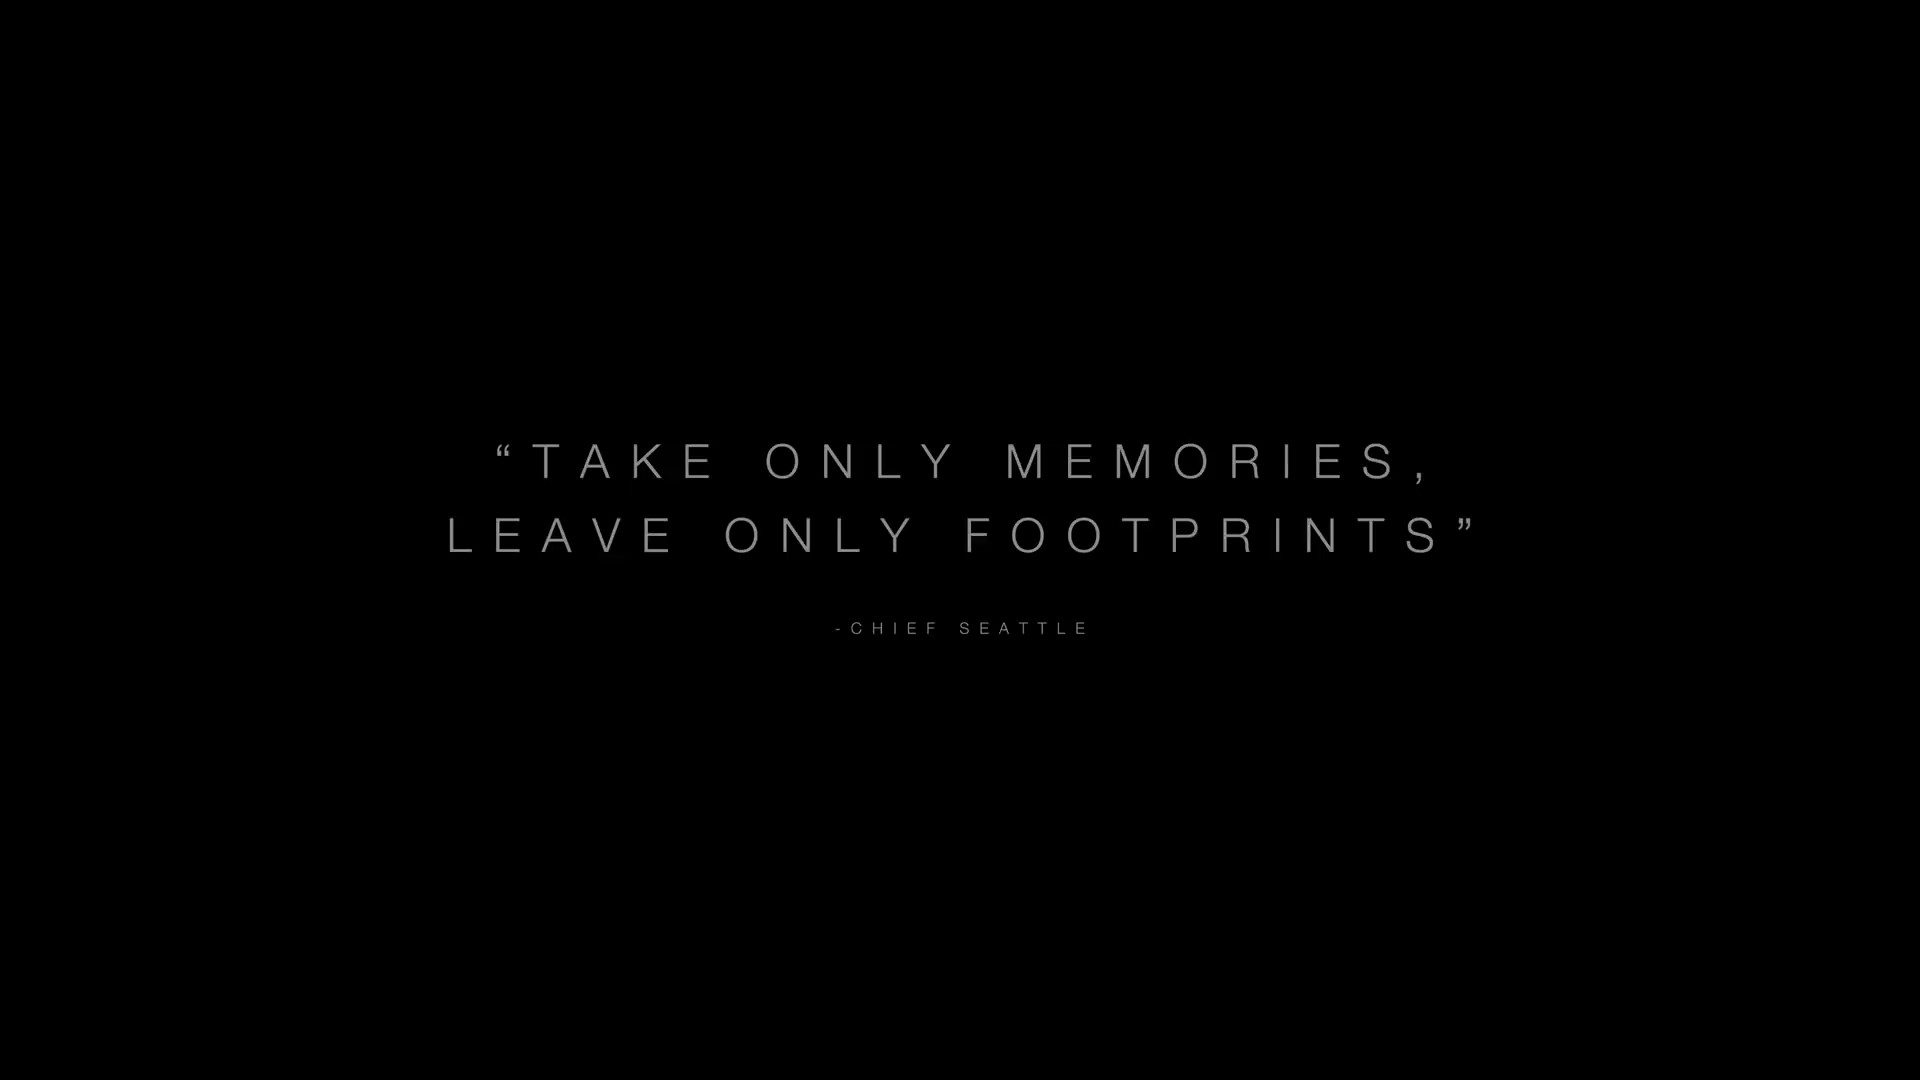 “TAKE ONLY MEMORIES,
LEAVE ONLY FOOTPRINTS”
-CHIEF SEATTLE